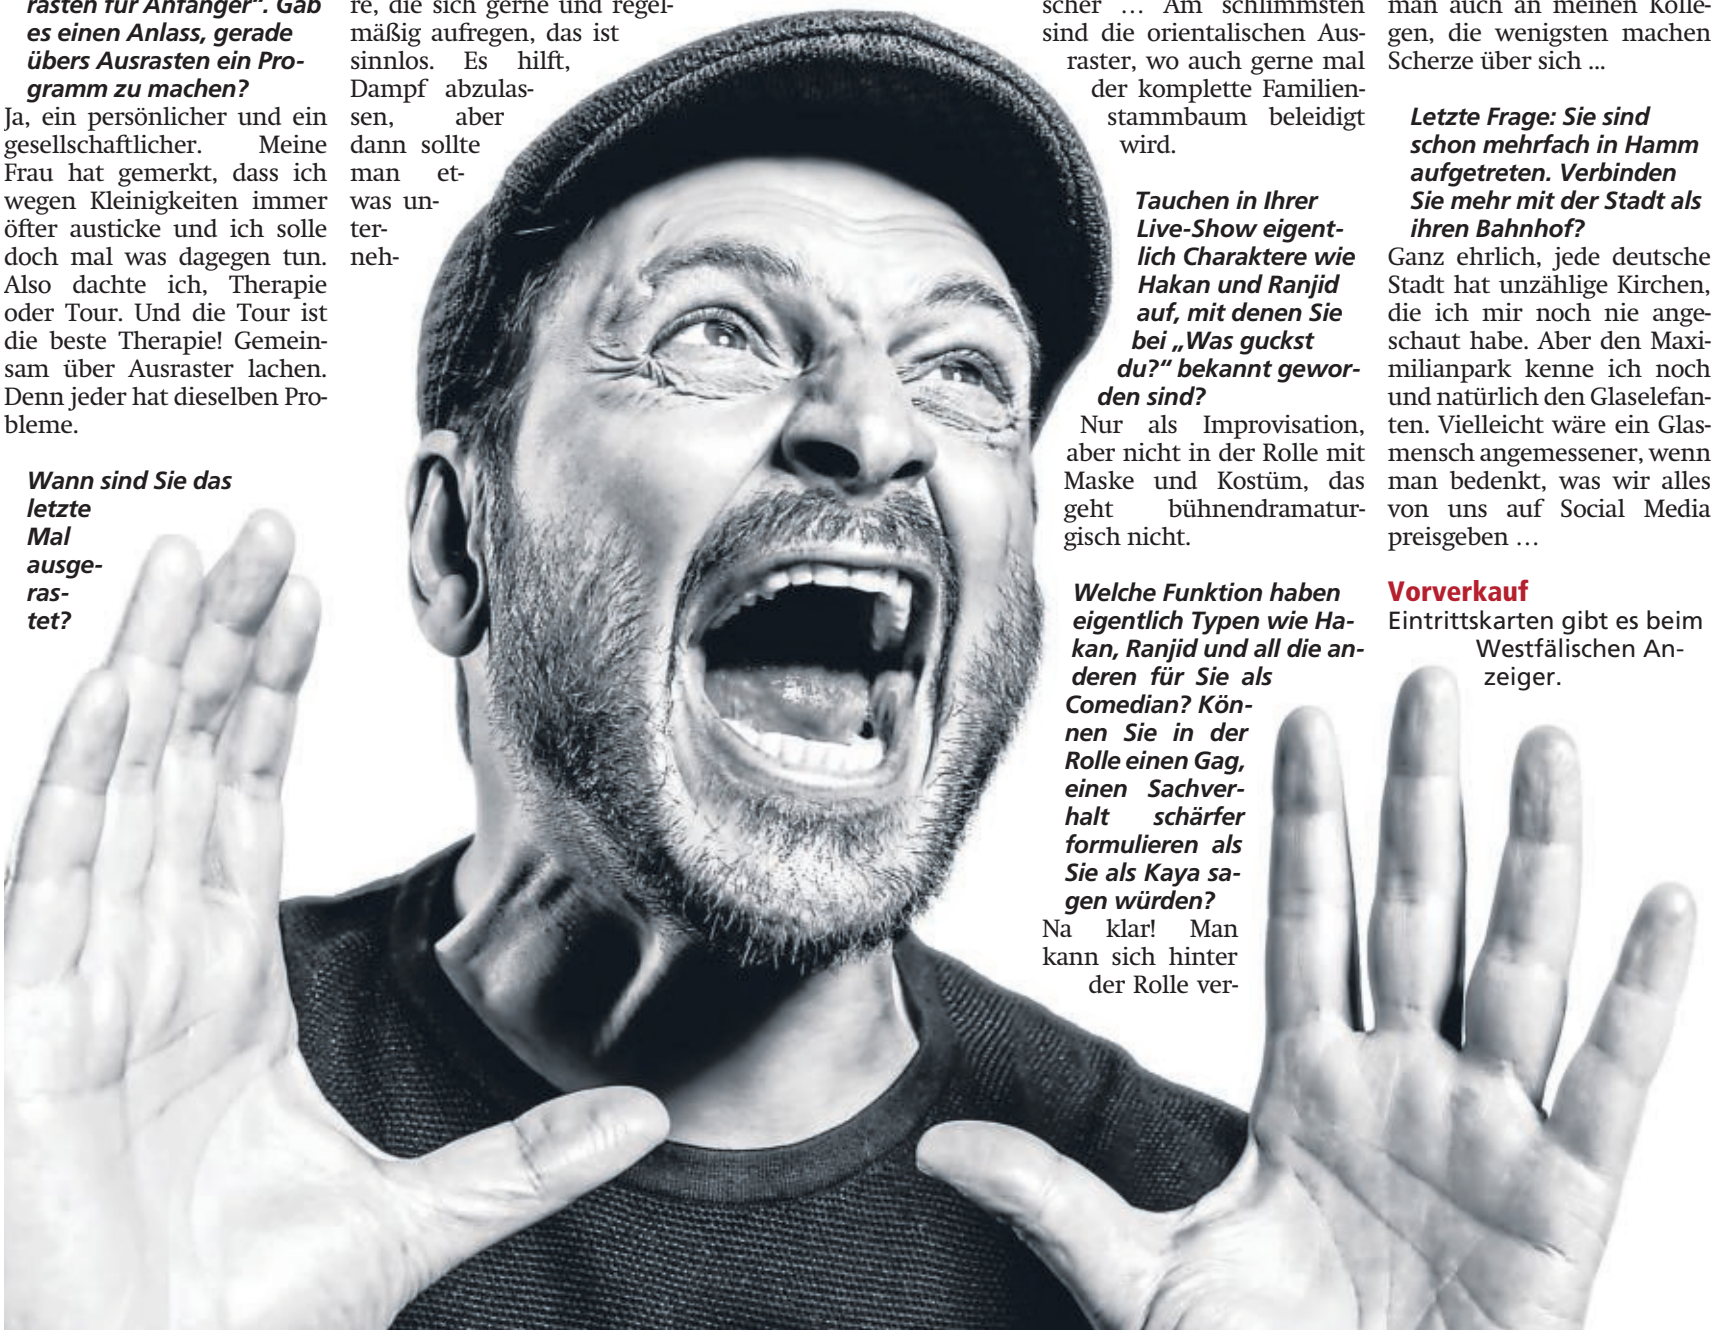 rasten für Anfänger“. Gab
es einen Anlass, gerade
übers Ausrasten ein Pro-
gramm zu machen?
Ja, ein persönlicher und ein
gesellschaftlicher. Meine
Frau hat gemerkt, dass ich
wegen Kleinigkeiten immer
öfter austicke und ich solle
doch mal was dagegen tun.
Also dachte ich, Therapie
oder Tour. Und die Tour ist
die beste Therapie! Gemein-
sam über Ausraster lachen.
Denn jeder hat dieselben Pro-
bleme.
Wann sind Sie das
letzte
Mal
ausge-
ras-
tet?
re, die sich gerne und regel-
mäßig aufregen, das ist
sinnlos. Es hilft,
Dampf abzulas-
sen, aber
dann sollte
man et-
was un-
ter-
neh-
scher … Am schlimmsten
sind die orientalischen Aus-
raster, wo auch gerne mal
der komplette Familien-
stammbaum beleidigt
wird.
Tauchen in Ihrer
Live-Show eigent-
lich Charaktere wie
Hakan und Ranjid
auf, mit denen Sie
bei „Was guckst
du?“ bekannt gewor-
den sind?
Nur als Improvisation,
aber nicht in der Rolle mit
Maske und Kostüm, das
geht bühnendramatur-
gisch nicht.
Welche Funktion haben
eigentlich Typen wie Ha-
kan, Ranjid und all die an-
deren für Sie als
Comedian? Kön-
nen Sie in der
Rolle einen Gag,
einen Sachver-
halt schärfer
formulieren als
Sie als Kaya sa-
gen würden?
Na klar! Man
kann sich hinter
der Rolle ver-
man auch an meinen Kolle-
gen, die wenigsten machen
Scherze über sich ...
Letzte Frage: Sie sind
schon mehrfach in Hamm
aufgetreten. Verbinden
Sie mehr mit der Stadt als
ihren Bahnhof?
Ganz ehrlich, jede deutsche
Stadt hat unzählige Kirchen,
die ich mir noch nie ange-
schaut habe. Aber den Maxi-
milianpark kenne ich noch
und natürlich den Glaselefan-
ten. Vielleicht wäre ein Glas-
mensch angemessener, wenn
man bedenkt, was wir alles
von uns auf Social Media
preisgeben …
Vorverkauf
Eintrittskarten gibt es beim
Westfälischen An-
zeiger.